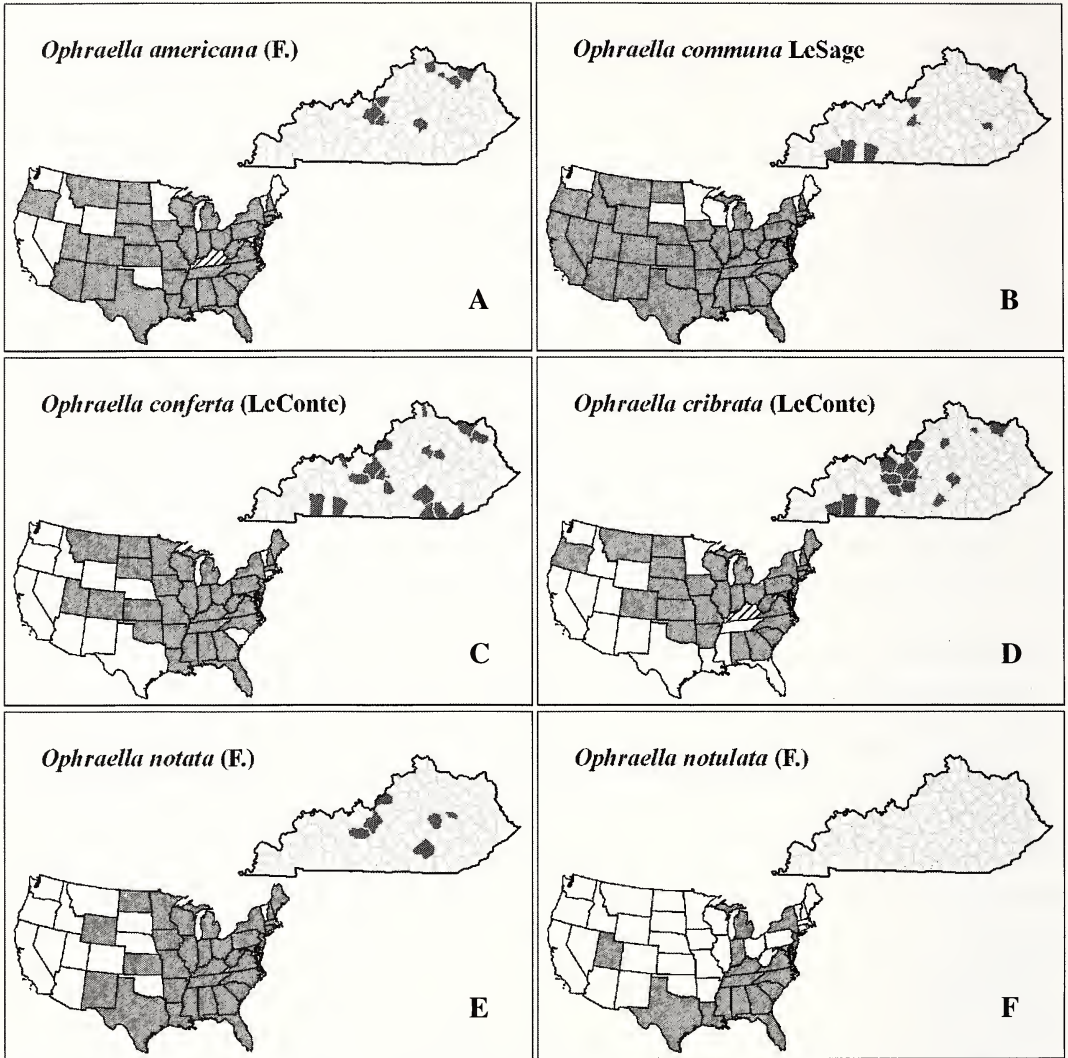 Ophraella americana (F.)
A
Ophraella communa LeSage
B
Ophraella conferta (LeConte)
C
Ophraella cribrata (LeConte)
D
Ophraella notata (F.)
E
Ophraella notulata (F.)
F